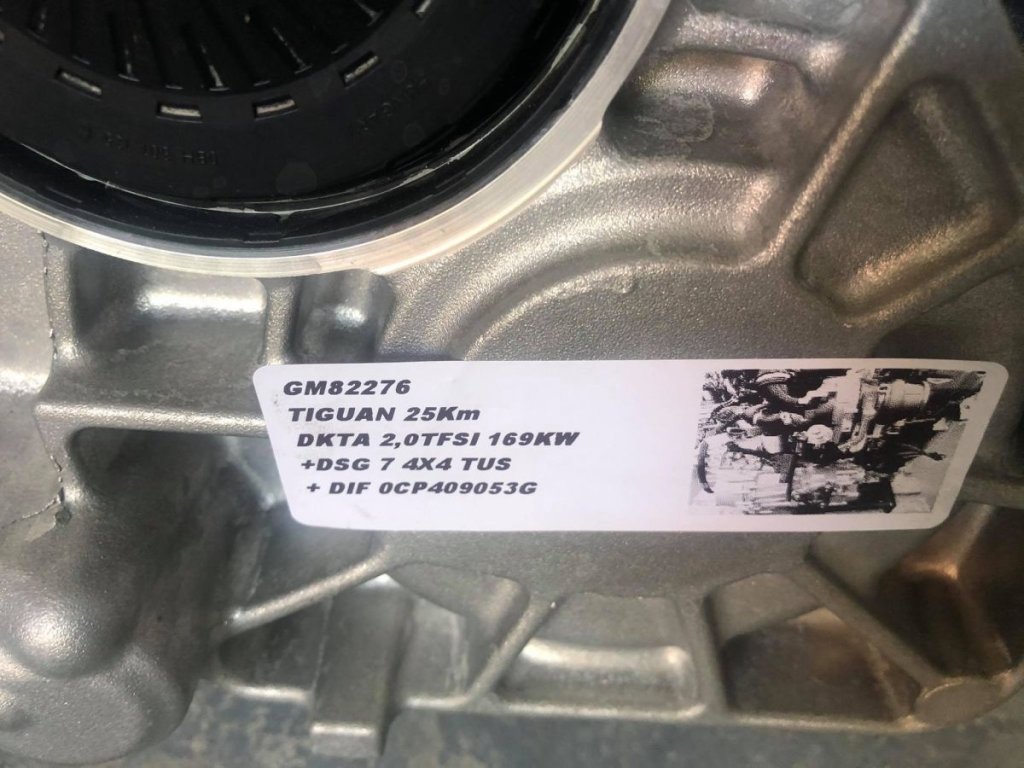 GM82276
TIGUAN 25Km
DKTA 2,0TFSI 169KW
+DSG 7 4X4 TUS
+ DIF 0CP409053G